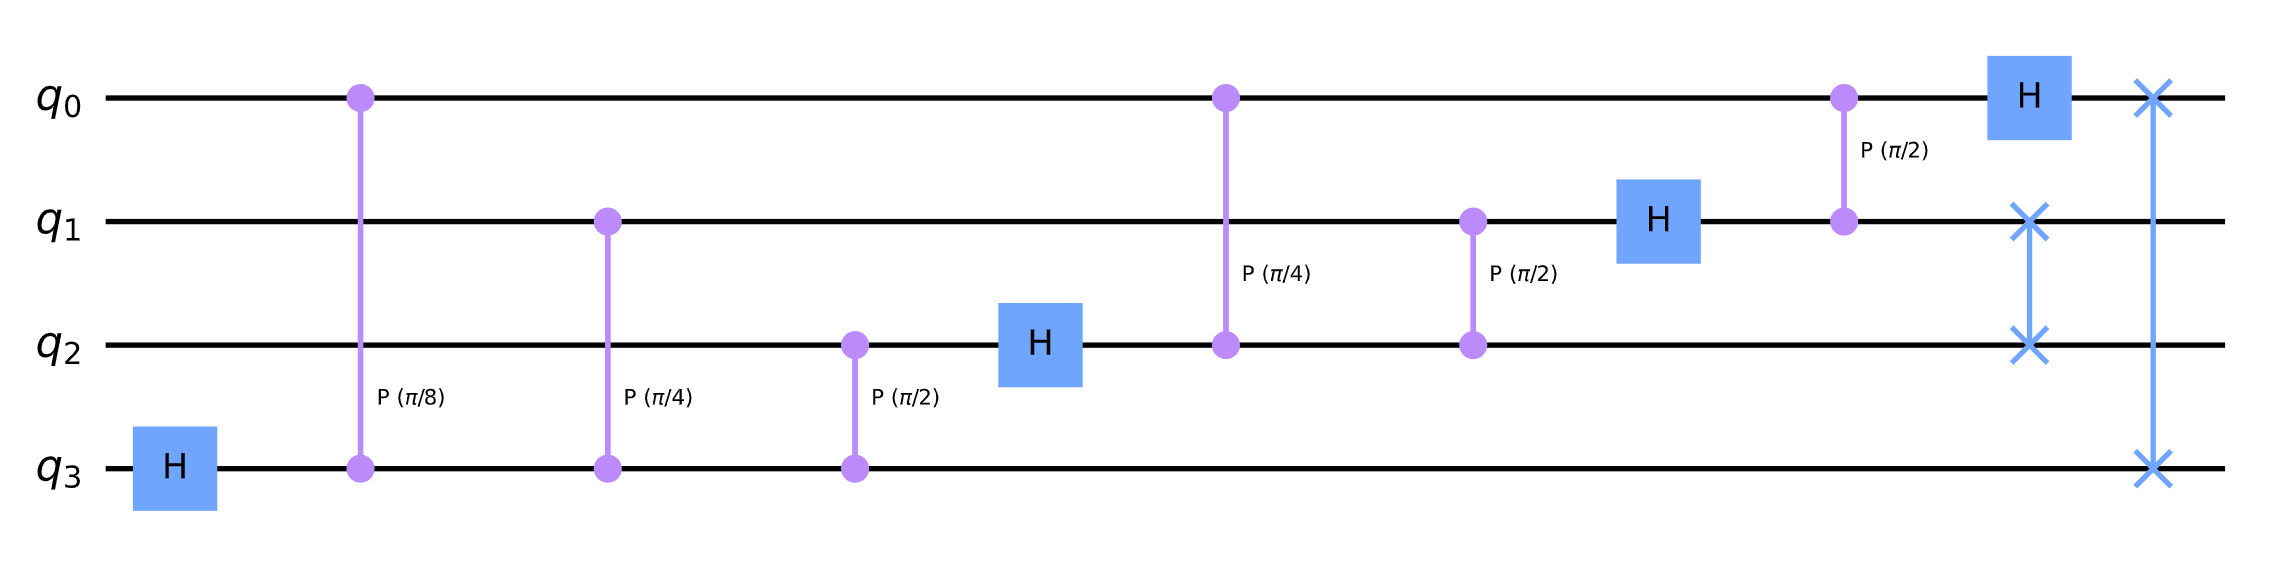 q0 H
P (π/2)
q1 H
P (π/4) P (π/2)
q2 H
P (π/8) P (π/4) P (π/2)
q3 H